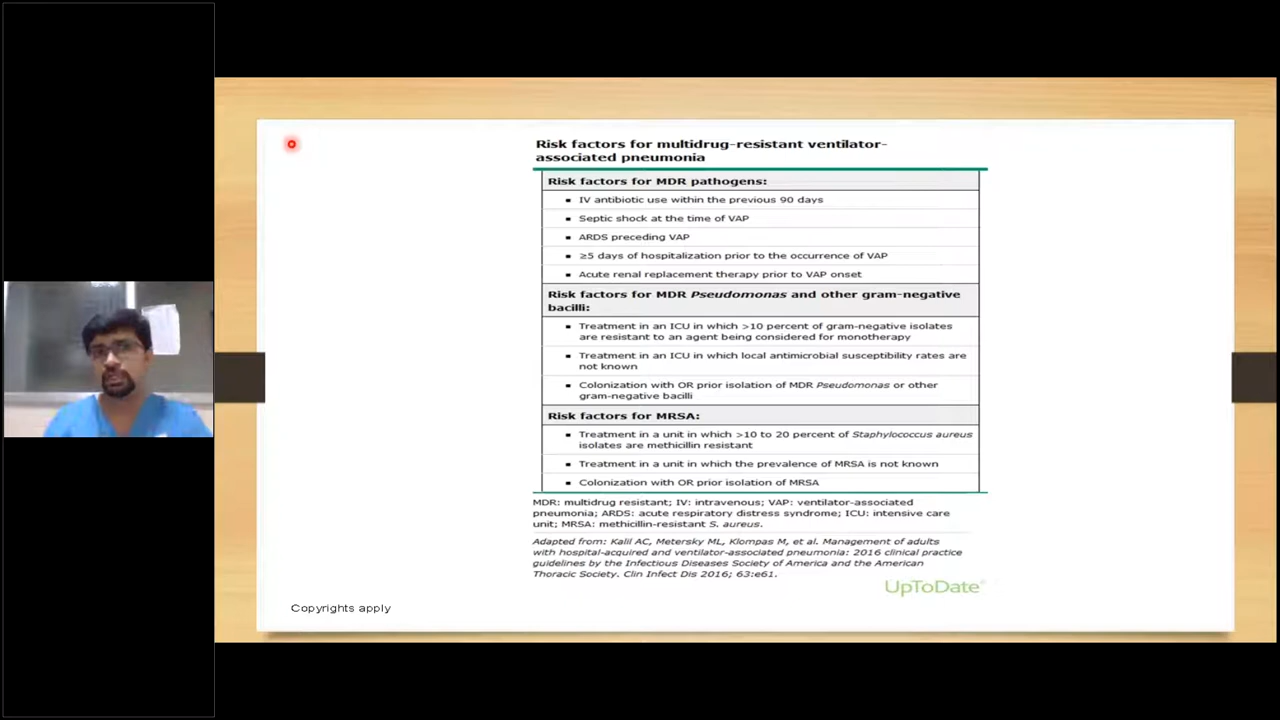 Risk factors for multidrug-resistant ventilator-
associated pneumonia
Risk factors for MDR pathogens:
▪ IV antibiotic use within the previous 90 days
▪ Septic shock at the time of VAP
▪ ARDS preceding VAP
▪ ≥5 days of hospitalization prior to the occurrence of VAP
▪ Acute renal replacement therapy prior to VAP onset
Risk factors for MDR Pseudomonas and other gram-negative
bacilli:
▪ Treatment in an ICU in which >10 percent of gram-negative isolates
are resistant to an agent being considered for monotherapy
▪ Treatment in an ICU in which local antimicrobial susceptibility rates are
not known
▪ Colonization with OR prior isolation of MDR Pseudomonas or other
gram-negative bacilli
Risk factors for MRSA:
▪ Treatment in a unit in which >10 to 20 percent of Staphylococcus aureus
isolates are methicillin resistant
▪ Treatment in a unit in which the prevalence of MRSA is not known
▪ Colonization with OR prior isolation of MRSA
MDR: multidrug resistant; IV: intravenous; VAP: ventilator-associated
pneumonia; ARDS: acute respiratory distress syndrome; ICU: intensive care
unit; MRSA: methicillin-resistant S. aureus.
Adapted from: Kalil AC, Metersky ML, Klompas M, et al. Management of adults
with hospital-acquired and ventilator-associated pneumonia: 2016 clinical practice
guidelines by the Infectious Diseases Society of America and the American
Thoracic Society. Clin Infect Dis 2016; 63:e61.
UpToDate®
Copyrights apply